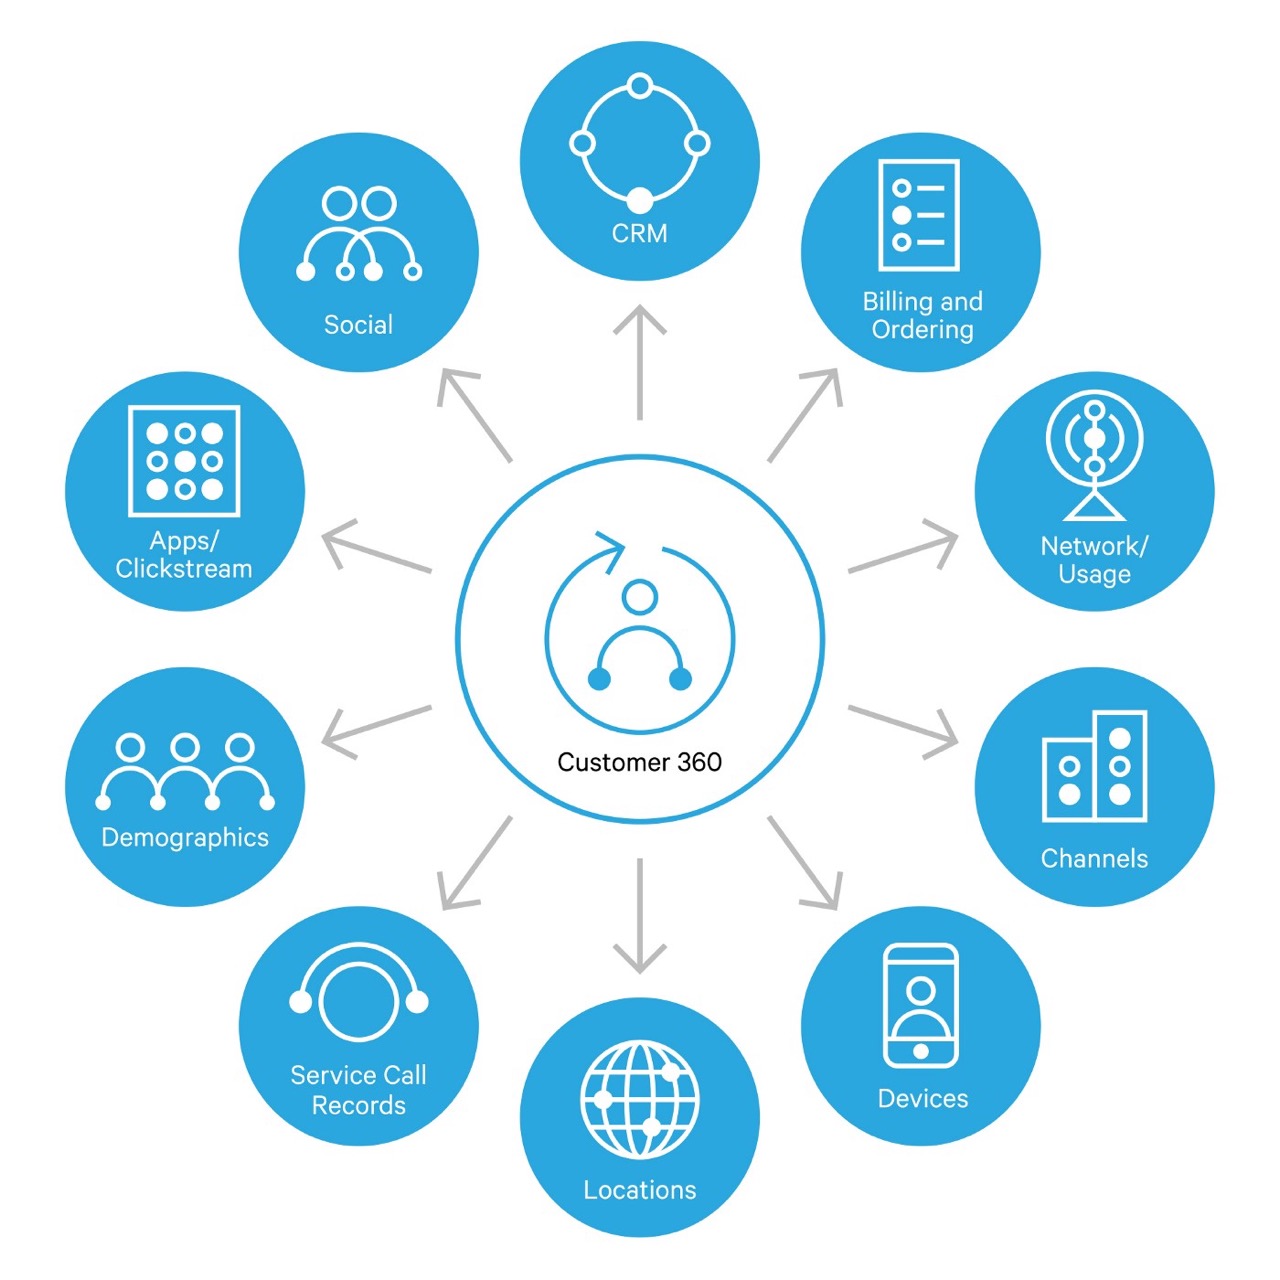 CRM
Billing and
Ordering
Network/
Usage
Channels
Devices
Locations
Service Call
Records
Demographics
Apps/
Clickstream
Social
Customer 360